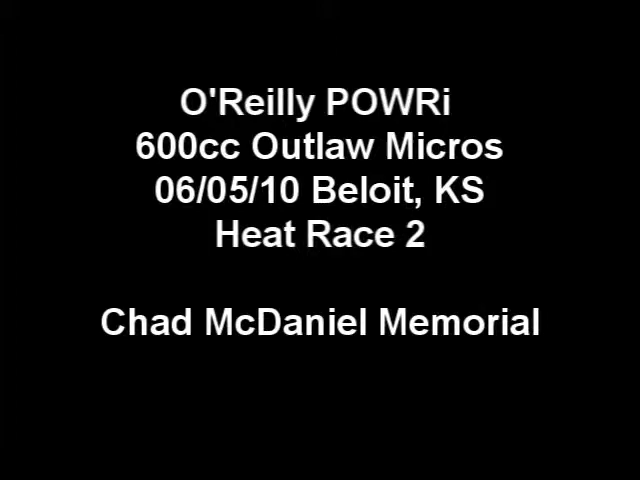 O'Reilly POWRi
600cc Outlaw Micros
06/05/10 Beloit, KS
Heat Race 2
Chad McDaniel Memorial